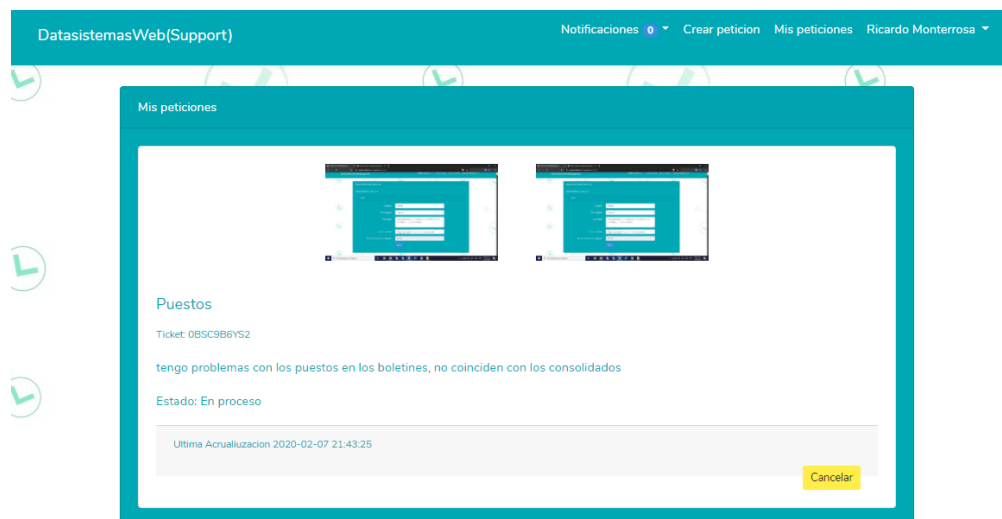 DatasistemasWeb(Support)
Notificaciones 0 Crear peticion Mis peticiones Ricardo Monterrosa
Mis peticiones
Puestos
Ticket: 0BSC9B6YS2
tengo problemas con los puestos en los boletines, no coinciden con los consolidados
Estado: En proceso
Ultima Acrualiuzacion 2020-02-07 21:43:25
Cancelar